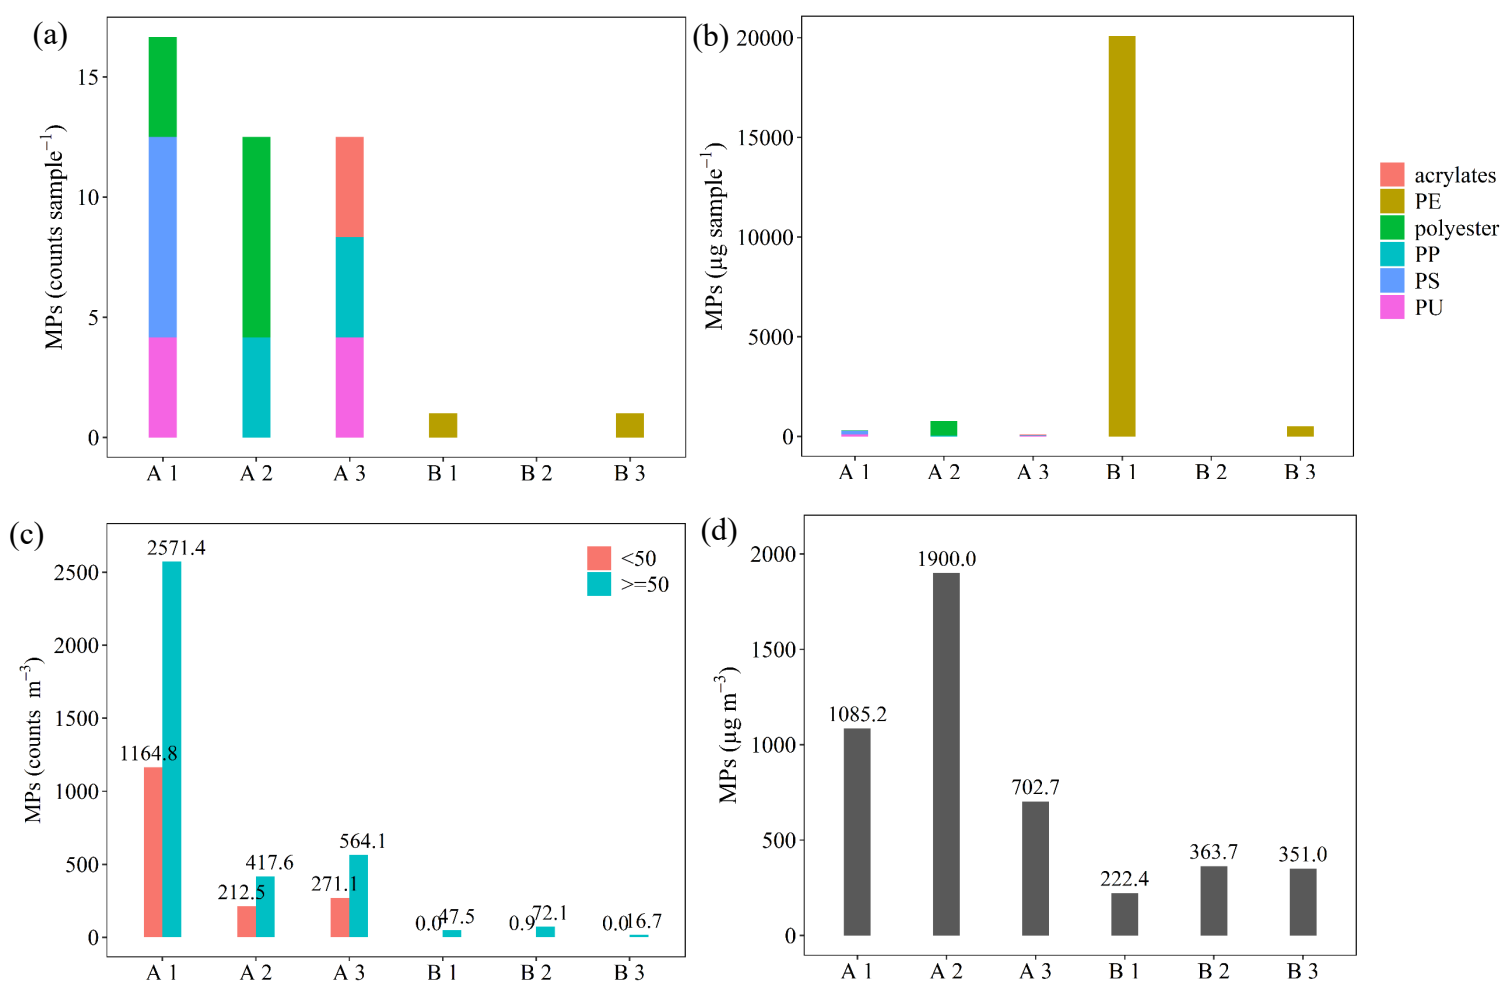 (a)
MPs (counts sample−1)
15
10
5
0
A 1 A 2 A 3 B 1 B 2 B 3
(b)
MPs (µg sample−1)
20000
15000
10000
5000
0
A 1 A 2 A 3 B 1 B 2 B 3
acrylates
PE
polyester
PP
PS
PU
(c)
MPs (counts m−3)
2500
2000
1500
1000
500
0
<50
>=50
2571.4
1164.8
212.5
417.6
271.1
564.1
0.0
47.5
0.9
72.1
0.0
16.7
A 1 A 2 A 3 B 1 B 2 B 3
(d)
MPs (µg m−3)
2000
1500
1000
500
0
1085.2
1900.0
702.7
222.4
363.7
351.0
A 1 A 2 A 3 B 1 B 2 B 3